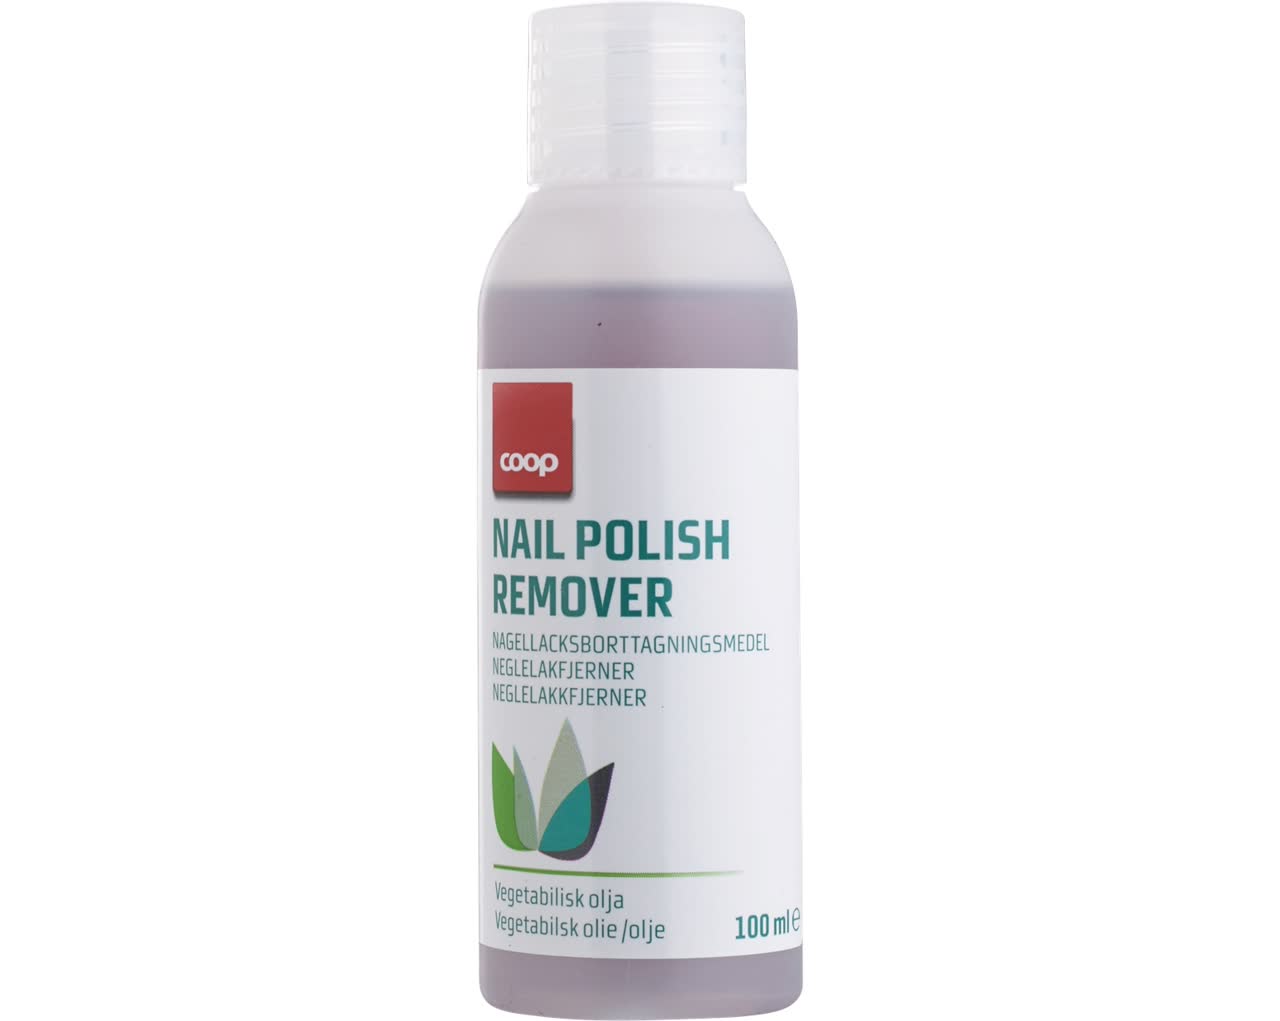 coop
NAIL POLISH
REMOVER
NAGELLACKSBORTTAGNINGSMEDEL
NEGLELAKFJERNER
NEGLELAKKFJERNER
Vegetabilisk olja
Vegetabilsk olie/olje
100 ml ℮